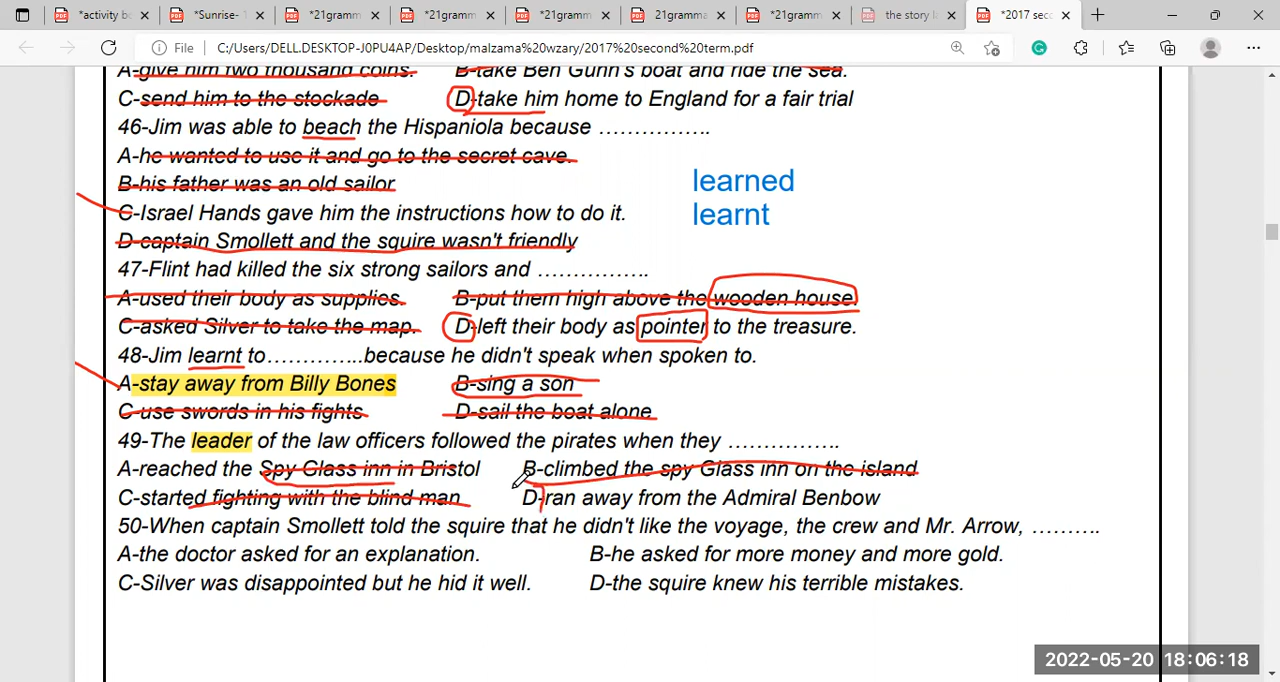 *activity b
*Sunrise-
*21gramm
*21gramm
*21gramm
21gramma
*21gramm
the story l
*2017 seco
File C:/Users/DELL.DESKTOP-J0PU4AP/Desktop/malzama%20wzary/2017%20second%20term.pdf
A-give him two thousand coins. B-take Ben Gunn's boat and ride the sea.
C-send him to the stockade D-take him home to England for a fair trial
46-Jim was able to beach the Hispaniola because …………….
A-he wanted to use it and go to the secret cave.
B-his father was an old sailor
learned
C-Israel Hands gave him the instructions how to do it.
learnt
D-captain Smollett and the squire wasn't friendly
47-Flint had killed the six strong sailors and …………….
A-used their body as supplies. B-put them high above the wooden house.
C-asked Silver to take the map. D-left their body as pointer to the treasure.
48-Jim learnt to…………..because he didn't speak when spoken to.
A-stay away from Billy Bones B-sing a son
C-use swords in his fights D-sail the boat alone.
49-The leader of the law officers followed the pirates when they …………….
A-reached the Spy Glass inn in Bristol B-climbed the spy Glass inn on the island
C-started fighting with the blind man. D-ran away from the Admiral Benbow
50-When captain Smollett told the squire that he didn't like the voyage, the crew and Mr. Arrow, ……….
A-the doctor asked for an explanation. B-he asked for more money and more gold.
C-Silver was disappointed but he hid it well. D-the squire knew his terrible mistakes.
2022-05-20 18:06:18